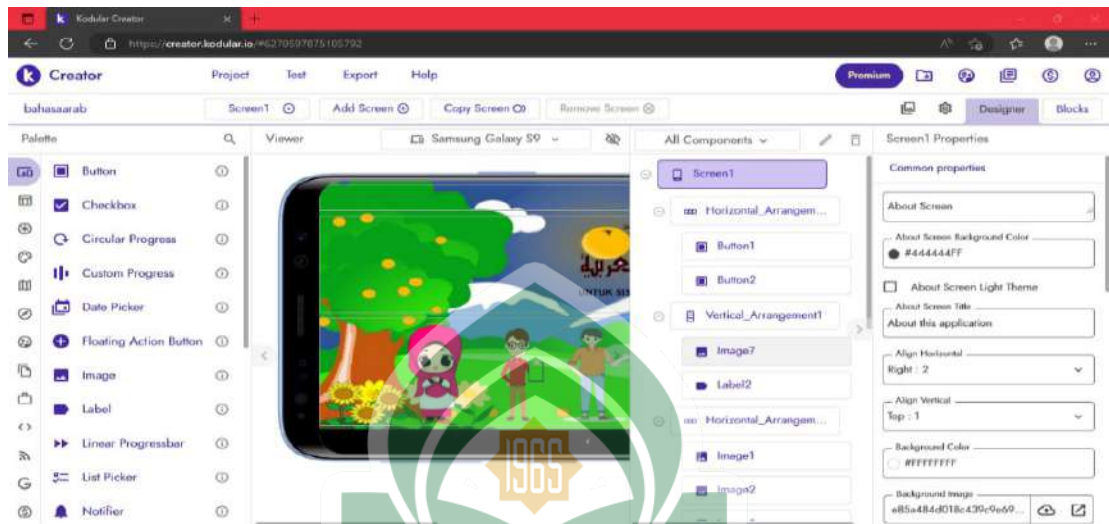 Kodular Creator
https://creator.kodular.io/#6270597875105792
Creator
Project Test Export Help
Premium
bahasaarab
Screen1 Add Screen Copy Screen Remove Screen
Designer Blocks
Palette
Viewer
Samsung Galaxy S9
All Components
Screen1 Properties
Button
Checkbox
Circular Progress
Custom Progress
Date Picker
Floating Action Button
Image
Label
Linear Progressbar
List Picker
Notifier
UNTUK
1965
Screen1
Horizontal_Arrangem...
Button1
Button2
Vertical_Arrangement1
Image7
Label2
Horizontal_Arrangem...
Image1
Image2
Common properties
About Screen
About Screen Background Color
#444444FF
About Screen Light Theme
About Screen Title
About this application
Align Horizontal
Right : 2
Align Vertical
Top : 1
Background Color
#FFFFFFFF
Background Image
e85a484d018c439c9e69...